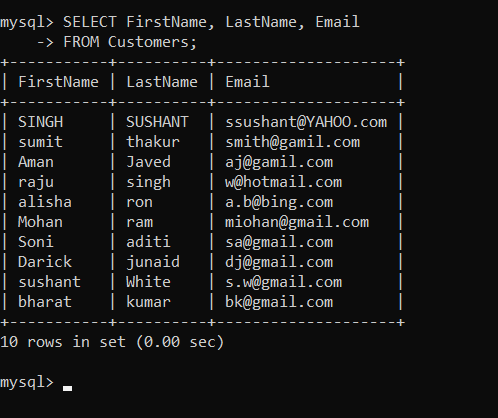 mysql> SELECT FirstName, LastName, Email
    -> FROM Customers;
+-----------+----------+--------------------+
| FirstName | LastName | Email              |
+-----------+----------+--------------------+
| SINGH     | SUSHANT  | ssushant@YAHOO.com |
| sumit     | thakur   | smith@gamil.com    |
| Aman      | Javed    | aj@gamil.com       |
| raju      | singh    | w@hotmail.com      |
| alisha    | ron      | a.b@bing.com       |
| Mohan     | ram      | miohan@gmail.com   |
| Soni      | aditi    | sa@gmail.com       |
| Darick    | junaid   | dj@gmail.com       |
| sushant   | White    | s.w@gmail.com      |
| bharat    | kumar    | bk@gmail.com       |
+-----------+----------+--------------------+
10 rows in set (0.00 sec)
mysql>